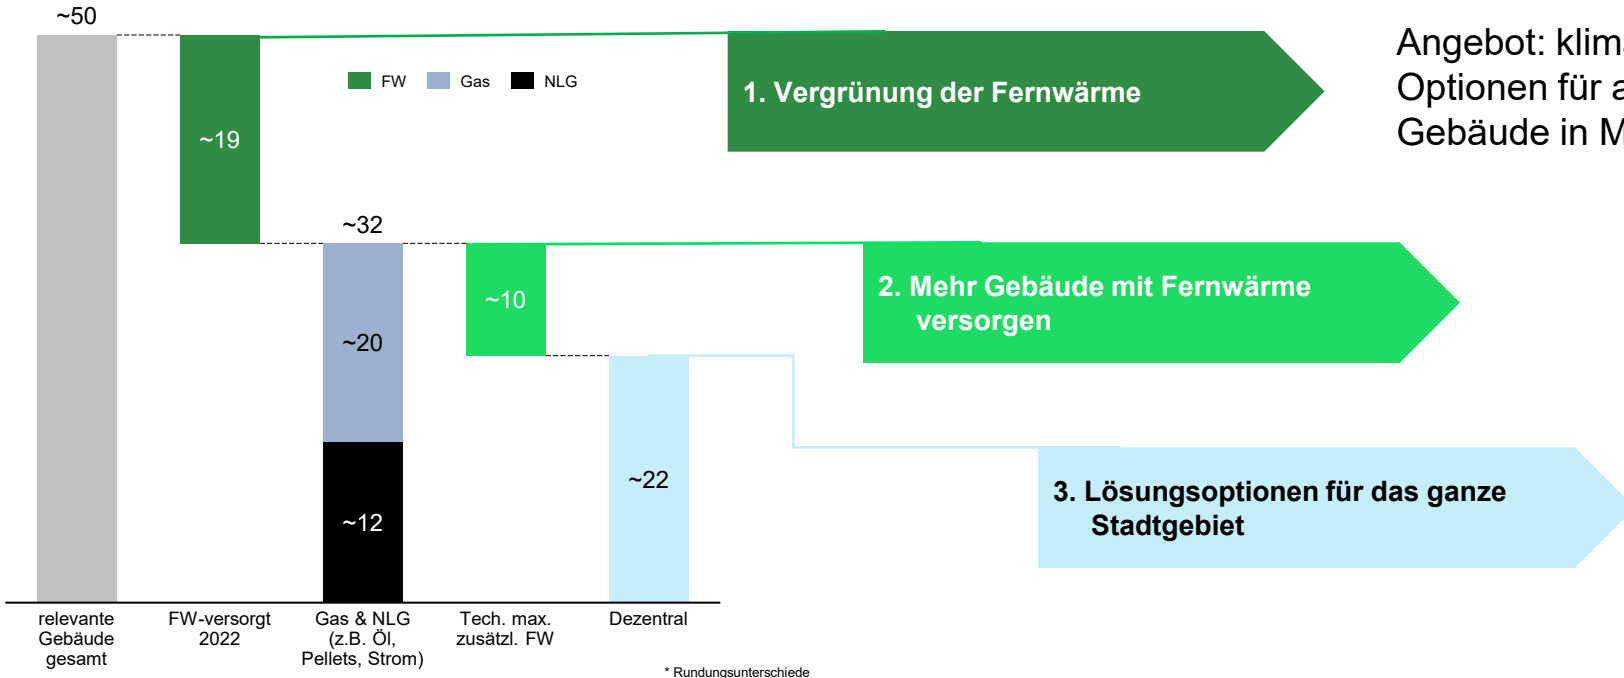 ~50
FW Gas NLG
~19
1. Vergrünung der Fernwärme
Angebot:
Optionen für
Gebäude in
~32
~20
~12
~10
2. Mehr Gebäude mit Fernwärme
versorgen
~22
3. Lösungsoptionen für das ganze
Stadtgebiet
relevante
Gebäude
gesamt
FW-versorgt
2022
Gas & NLG
(z.B. Öl,
Pellets, Strom)
Tech. max.
zusätzl. FW
Dezentral
* Rundungsunterschiede